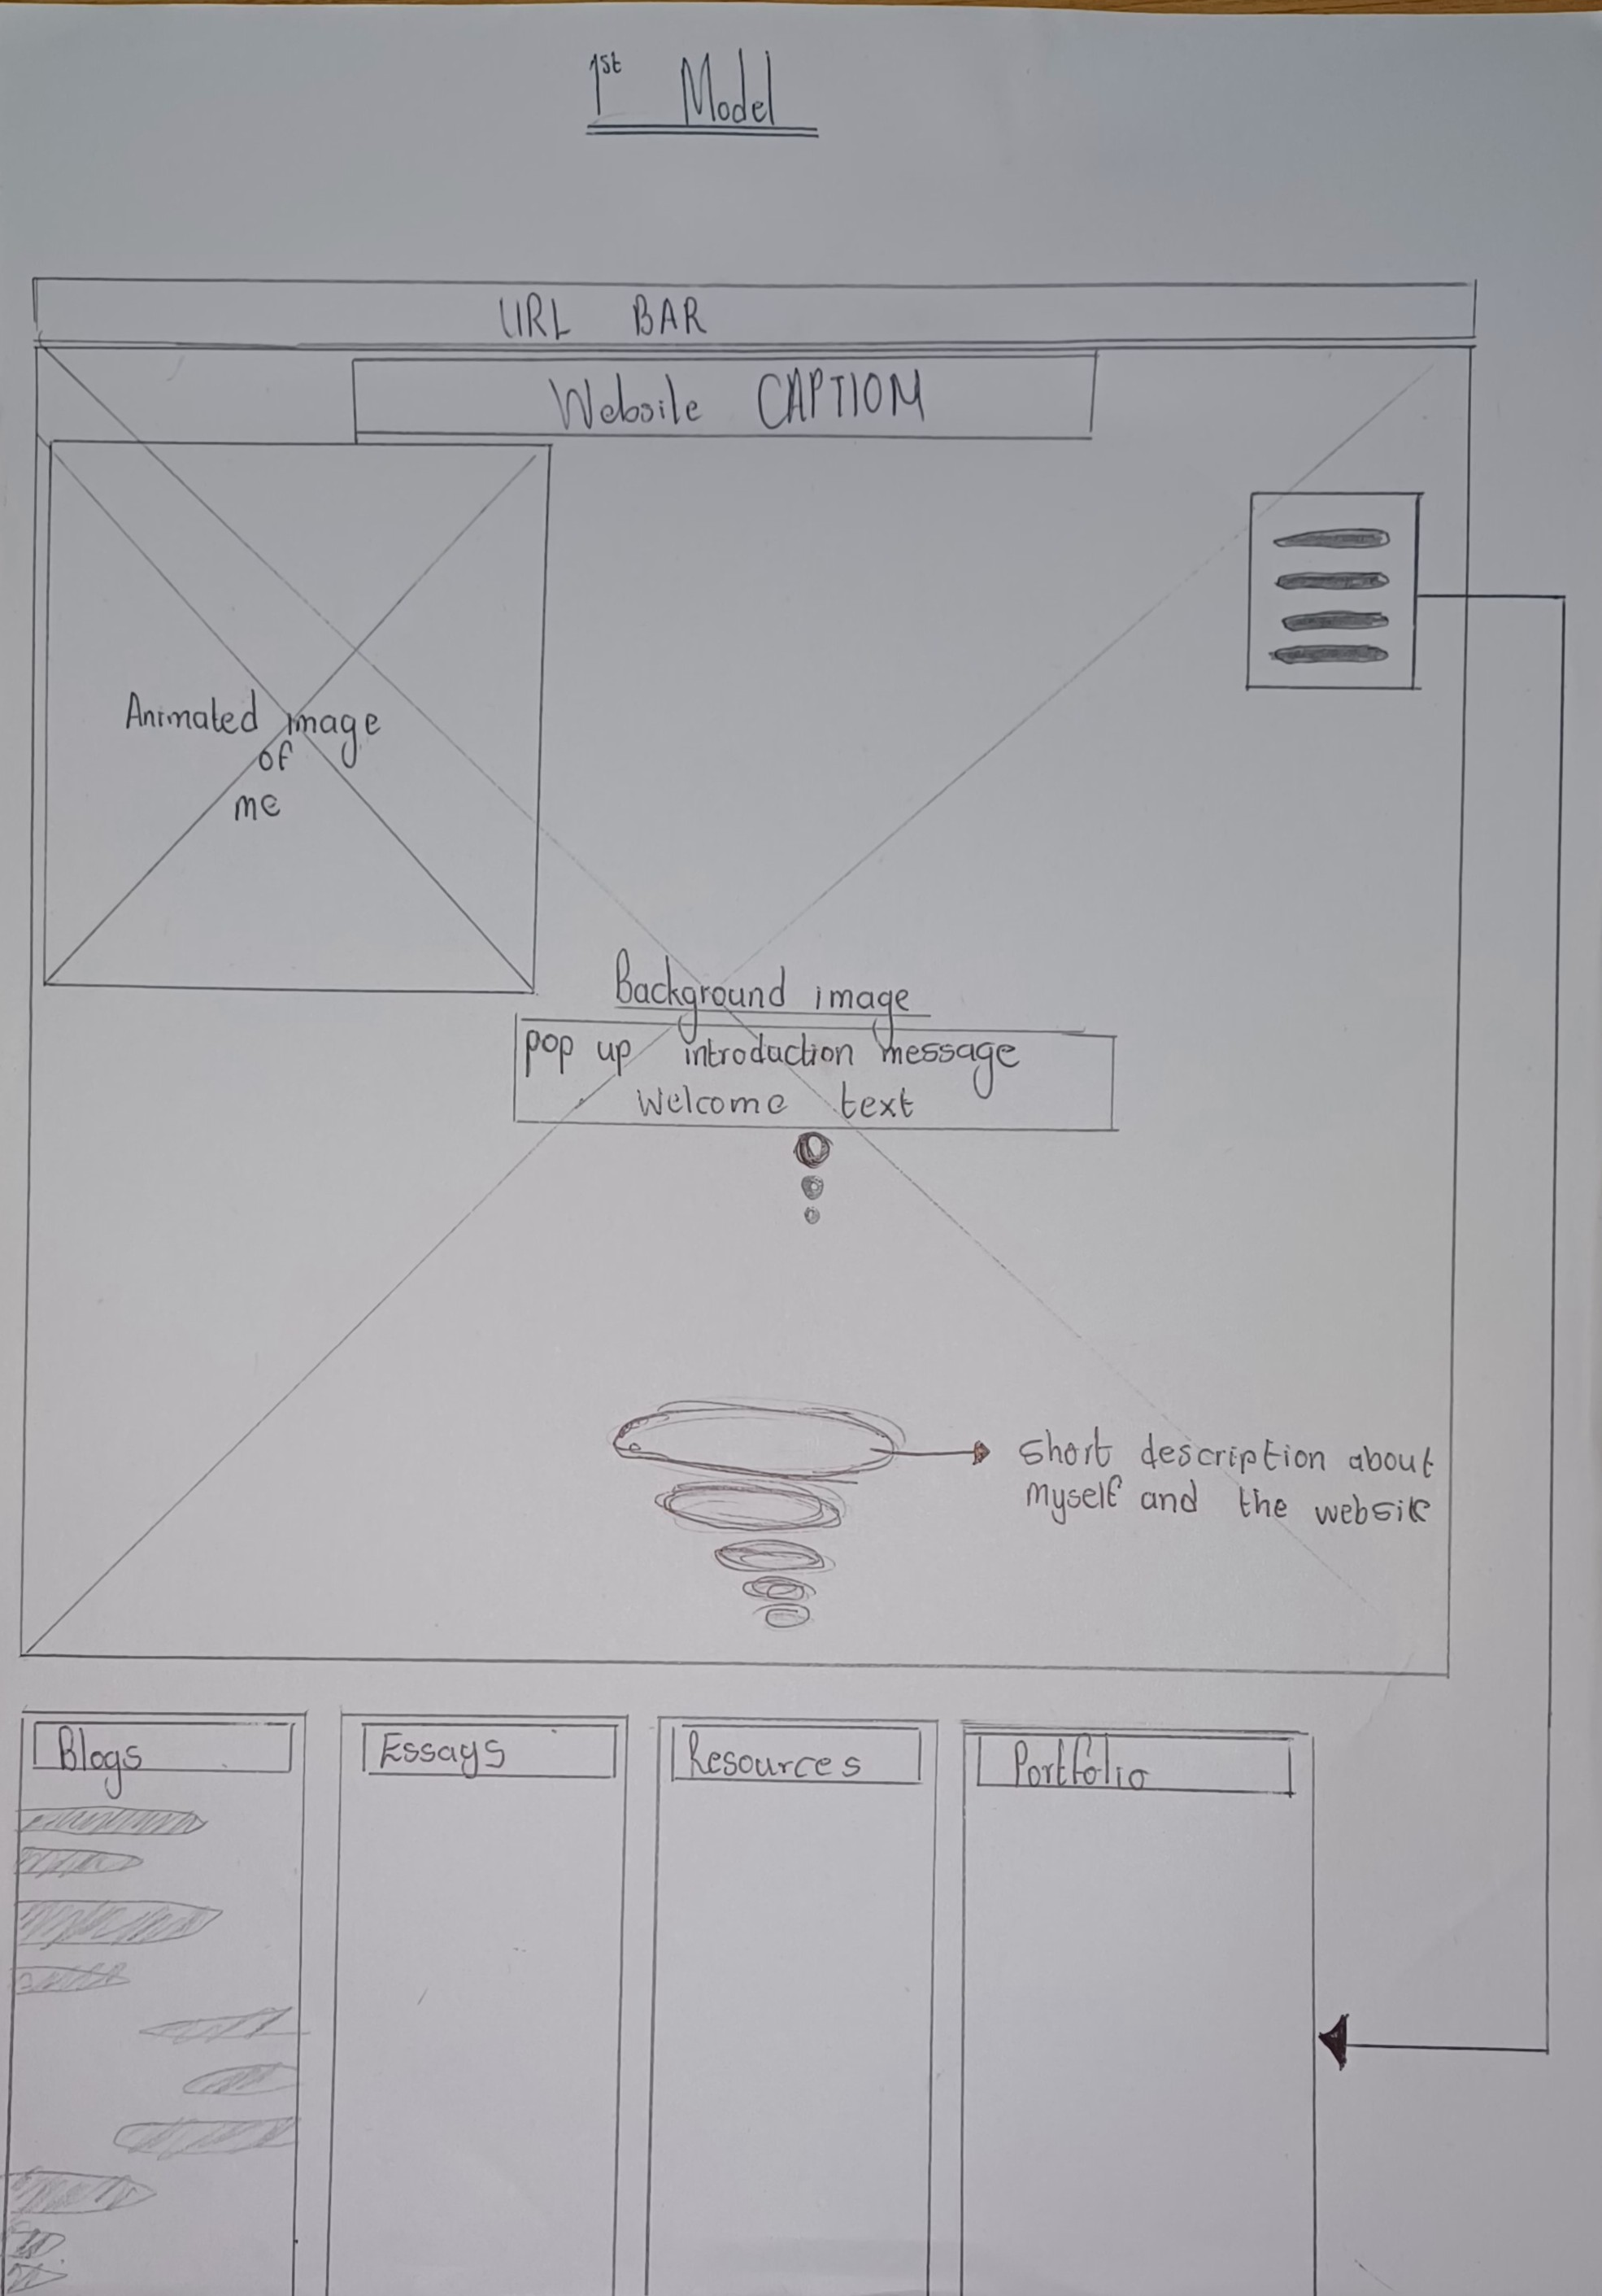 1st Model
URL BAR
Website CAPTION
Animated image
of
me
Background image
pop up introduction message
Welcome text
short description about
myself and the website
Blogs
Essays
Resources
Portfolio